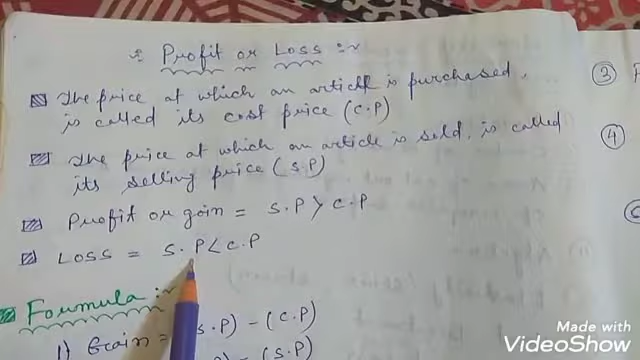 ∴ Profit or Loss :~
The price at which an article is purchased,
is called its cost price (C.P)
The price at which an article is sold, is called
its selling price (S.P)
Profit or gain = S.P > C.P
Loss = S.P < C.P
Formula :~
1) Gain = (S.P) - (C.P)
- (S.P)
3
4
Made with
VideoShow